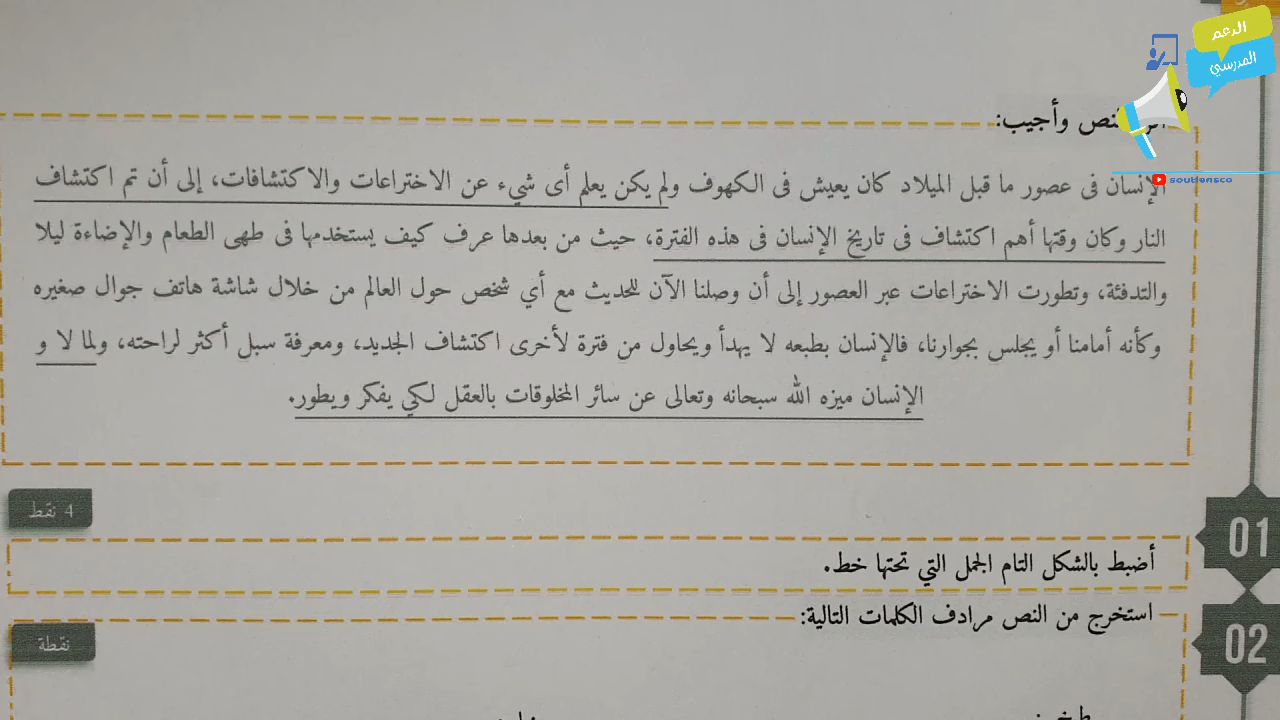 الدعم
المدرسي
soutiensco
النص وأجيب:
الإنسان فى عصور ما قبل الميلاد كان يعيش فى الكهوف ولم يكن يعلم أى شيء عن الاختراعات والاكتشافات، إلى أن تم اكتشاف
النار وكان وقتها أهم اكتشاف فى تاريخ الإنسان فى هذه الفترة، حيث من بعدها عرف كيف يستخدمها فى طهى الطعام والإضاءة ليلا
والتدفئة، وتطورت الاختراعات عبر العصور إلى أن وصلنا الآن للحديث مع أي شخص حول العالم من خلال شاشة هاتف جوال صغيره
وكأنه أمامنا أو يجلس بجوارنا، فالإنسان بطبعه لا يهدأ ويحاول من فترة لأخرى اكتشاف الجديد، ومعرفة سبل أكثر لراحته، ولما لا و
الإنسان ميزه الله سبحانه وتعالى عن سائر المخلوقات بالعقل لكي يفكر ويطور.
4 نقط
01
أضبط بالشكل التام الجمل التي تحتها خط.
استخرج من النص مرادف الكلمات التالية:
نقطة
02